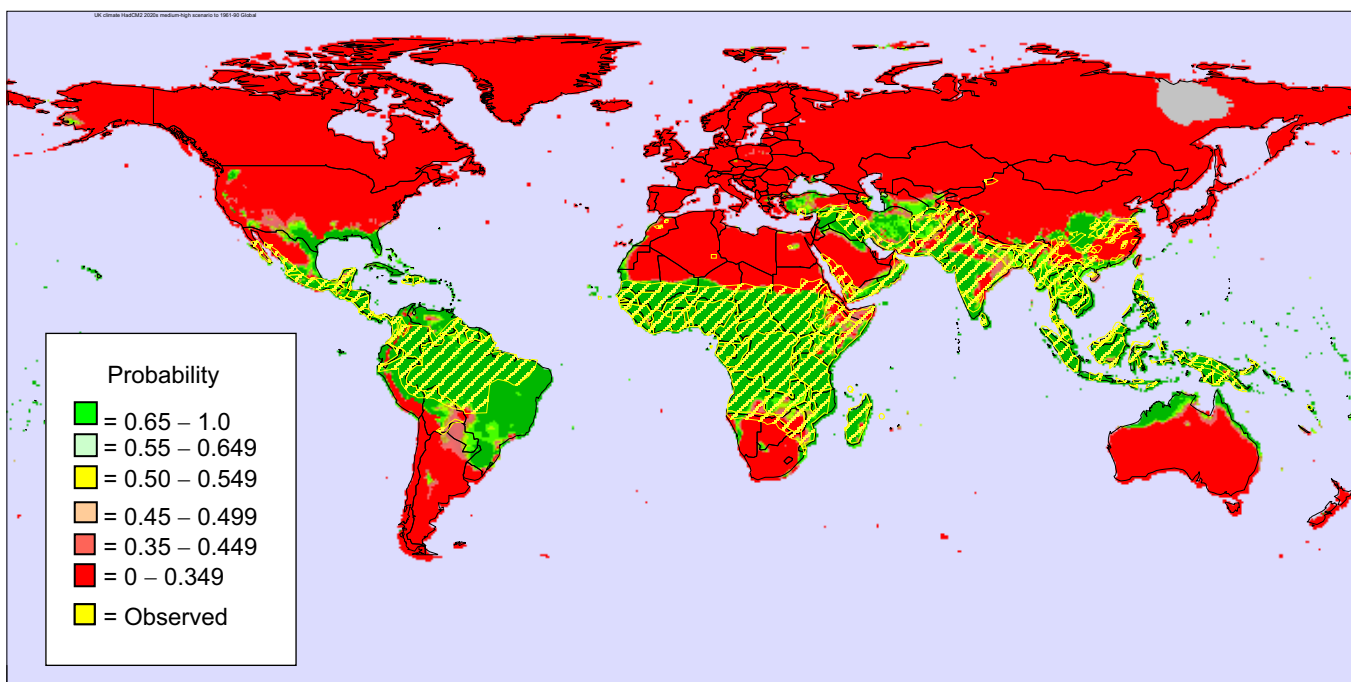 UK climate HadCM2 2020s medium-high scenario to 1961-90 Global
Probability
= 0.65 – 1.0
= 0.55 – 0.649
= 0.50 – 0.549
= 0.45 – 0.499
= 0.35 – 0.449
= 0 – 0.349
= Observed